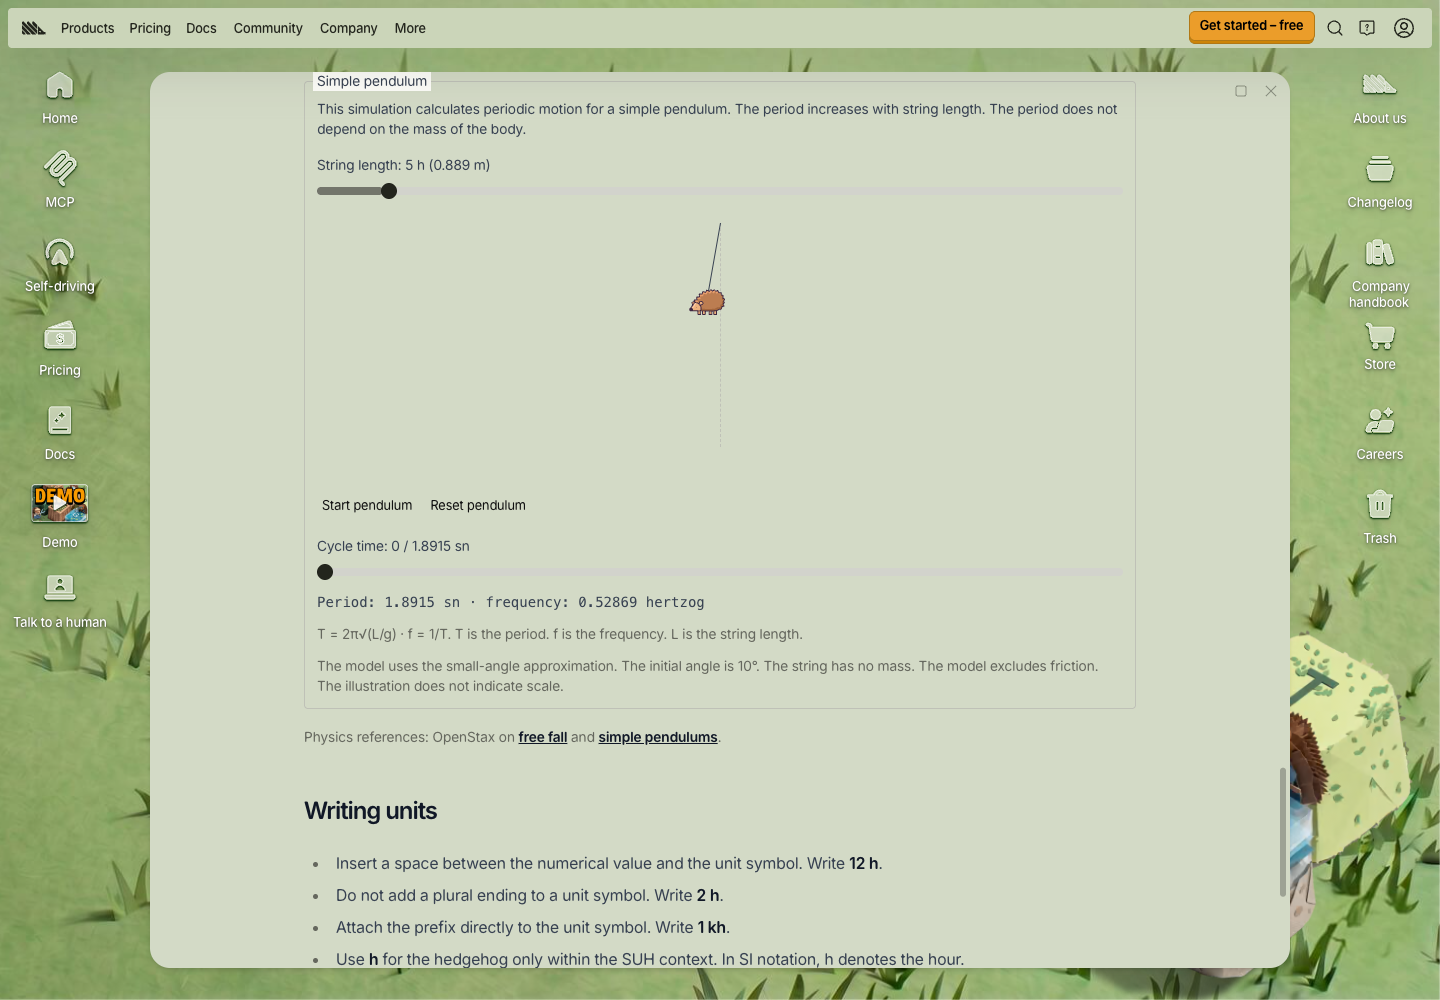 Products Pricing Docs Community Company More Get started – free
Home
MCP
Self-driving
Pricing
$
Docs
DEMO
Demo
Talk to a human
Simple pendulum
This simulation calculates periodic motion for a simple pendulum. The period increases with string length. The period does not
depend on the mass of the body.
String length: 5 h (0.889 m)
Start pendulum Reset pendulum
Cycle time: 0 / 1.8915 sn
Period: 1.8915 sn · frequency: 0.52869 hertzog
T = 2π√(L/g) · f = 1/T. T is the period. f is the frequency. L is the string length.
The model uses the small-angle approximation. The initial angle is 10°. The string has no mass. The model excludes friction.
The illustration does not indicate scale.
Physics references: OpenStax on free fall and simple pendulums.
Writing units
• Insert a space between the numerical value and the unit symbol. Write 12 h.
• Do not add a plural ending to a unit symbol. Write 2 h.
• Attach the prefix directly to the unit symbol. Write 1 kh.
• Use h for the hedgehog only within the SUH context. In SI notation, h denotes the hour.
About us
Changelog
Company
handbook
Store
Careers
Trash